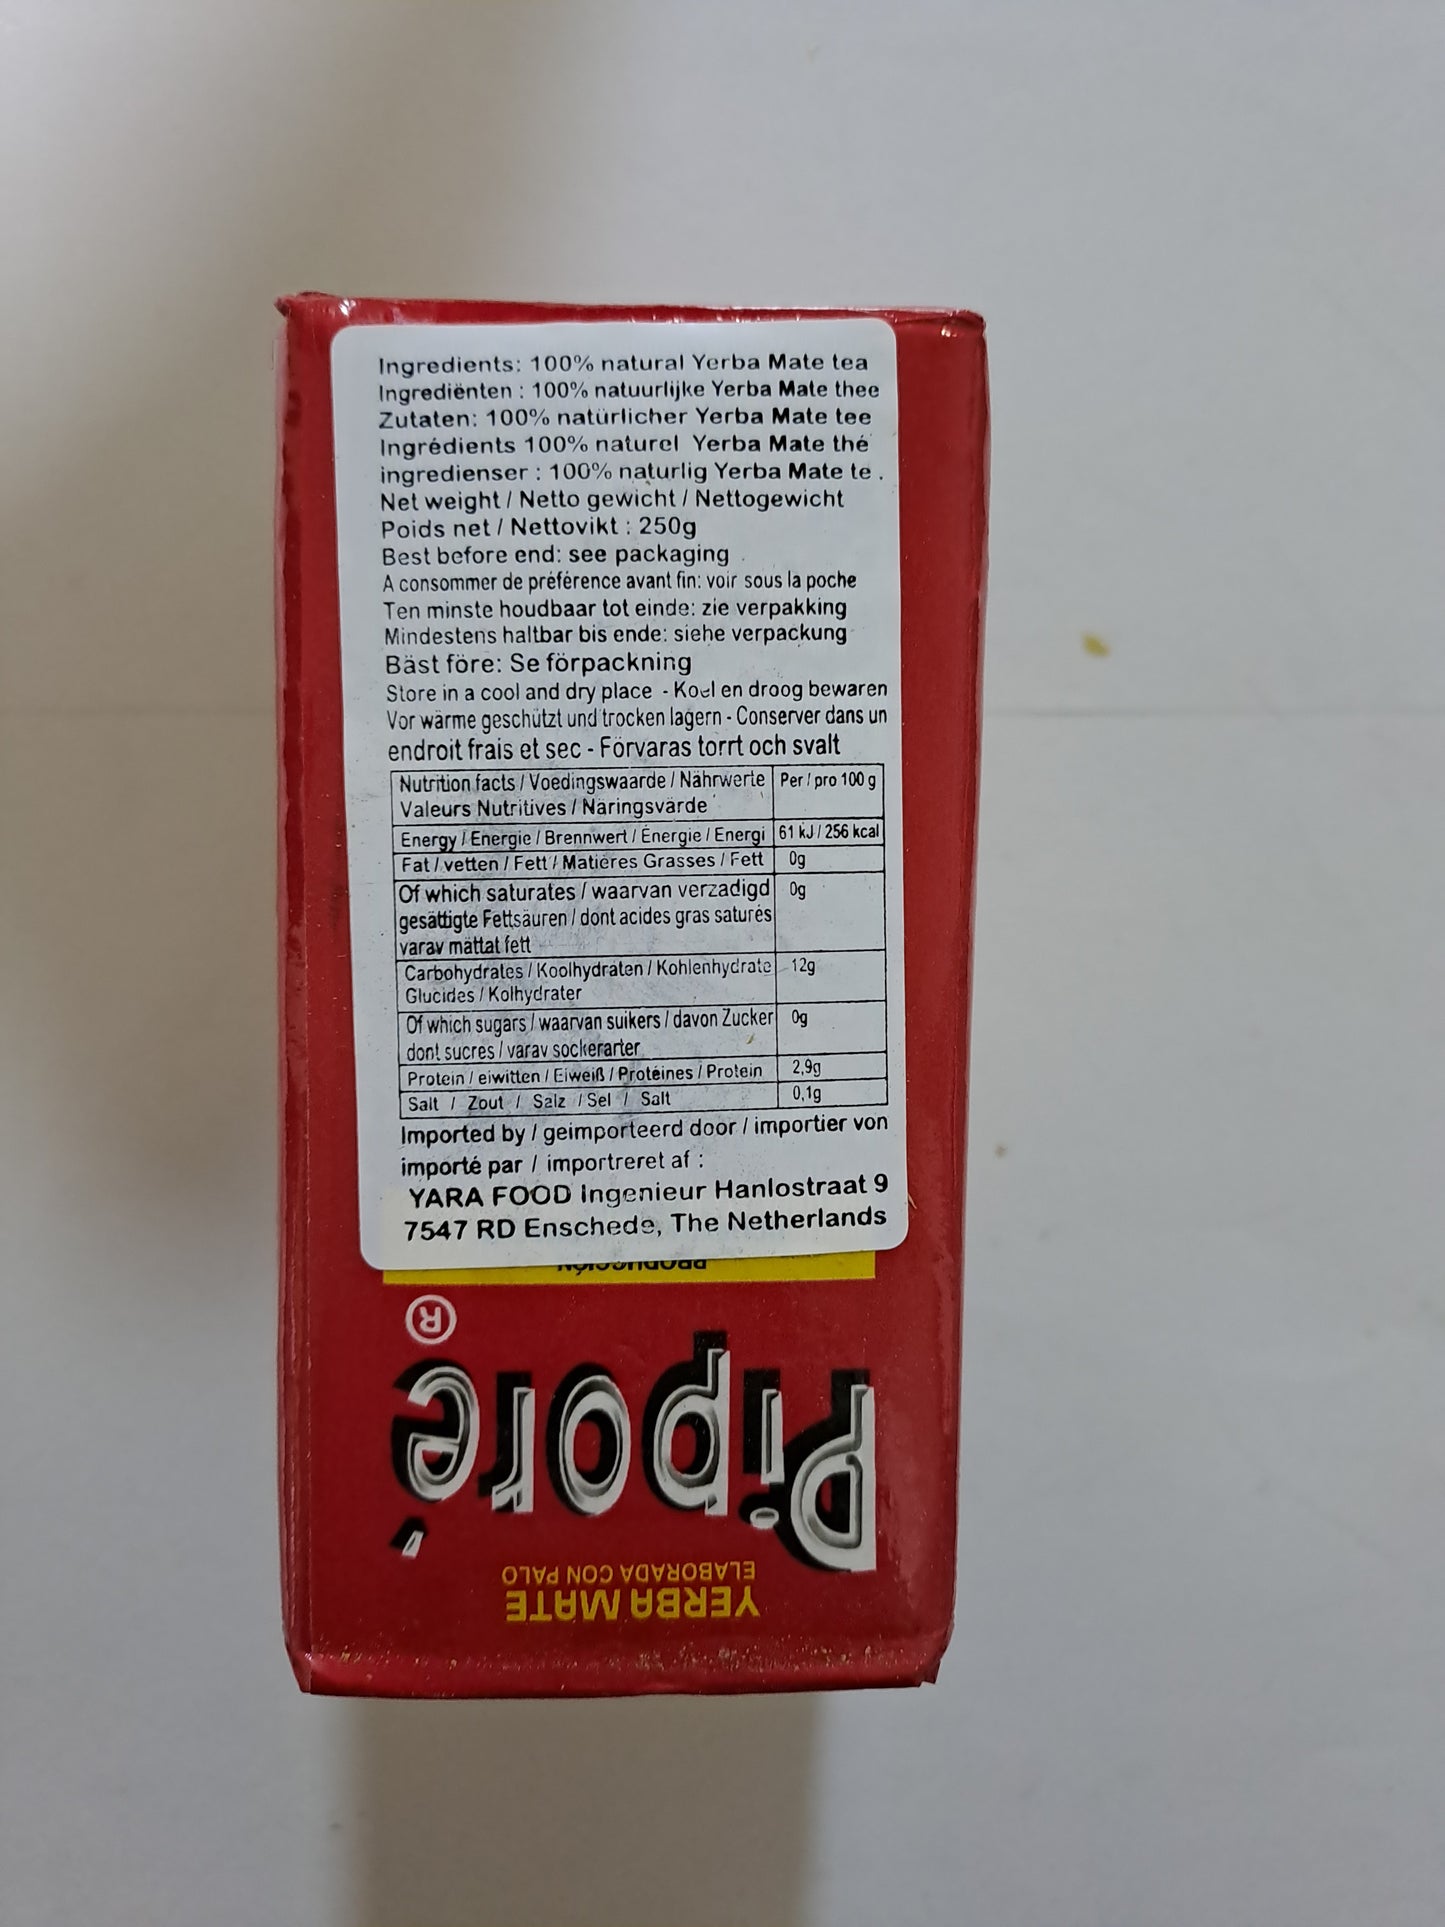 Ingredients: 100% natural Yerba Mate tea
Ingrediënten : 100% natuurlijke Yerba Mate thee
Zutaten: 100% natürlicher Yerba Mate tee
Ingrédients 100% naturel Yerba Mate thé
ingredienser : 100% naturlig Yerba Mate te .
Net weight / Netto gewicht / Nettogewicht
Poids net / Nettovikt : 250g
Best before end: see packaging
A consommer de préférence avant fin: voir sous la poche
Ten minste houdbaar tot einde: zie verpakking
Mindestens haltbar bis ende: siehe verpackung
Bäst före: Se förpackning
Store in a cool and dry place - Koel en droog bewaren
Vor wärme geschützt und trocken lagern - Conserver dans un
endroit frais et sec - Förvaras torrt och svalt
Nutrition facts / Voedingswaarde / Nährwerte Per / pro 100 g
Valeurs Nutritives / Näringsvärde
Energy / Energie / Brennwert / Énergie / Energi 61 kJ / 256 kcal
Fat / vetten / Fett / Matières Grasses / Fett 0g
Of which saturates / waarvan verzadigd 0g
gesättigte Fettsäuren / dont acides gras saturés
varav mättat fett
Carbohydrates / Koolhydraten / Kohlenhydrate 12g
Glucides / Kolhydrater
Of which sugars / waarvan suikers / davon Zucker 0g
dont sucres / varav sockerarter
Protein / eiwitten / Eiweiß / Protéines / Protein 2,9g
Salt / Zout / Salz / Sel / Salt 0,1g
Imported by / geimporteerd door / importier von
importé par / importreret af :
YARA FOOD Ingenieur Hanlostraat 9
7547 RD Enschede, The Netherlands
YERBA MATE
ELABORADA CON PALO
Piporé ®
PRODUCCIÓN